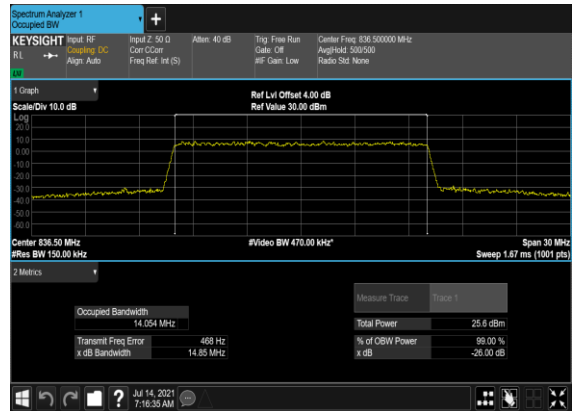 Spectrum Analyzer 1
Occupied BW
+
KEYSIGHT Input: RF Input Z: 50 Ω Atten: 40 dB Trig: Free Run Center Freq: 836.500000 MHz
RL Coupling: DC Corr CCorr Gate: Off Avg|Hold: 500/500
Align: Auto Freq Ref: Int (S) #IF Gain: Low Radio Std: None
1 Graph
Ref Lvl Offset 4.00 dB
Scale/Div 10.0 dB Ref Value 30.00 dBm
Log
20.0
10.0
0.00
-10.0
-20.0
-30.0
-40.0
-50.0
-60.0
Center 836.50 MHz #Video BW 470.00 kHz* Span 30 MHz
#Res BW 150.00 kHz Sweep 1.67 ms (1001 pts)
2 Metrics
Measure Trace Trace 1
Occupied Bandwidth
14.054 MHz Total Power 25.6 dBm
Transmit Freq Error 468 Hz % of OBW Power 99.00 %
x dB Bandwidth 14.85 MHz x dB -26.00 dB
? Jul 14, 2021
7:16:35 AM